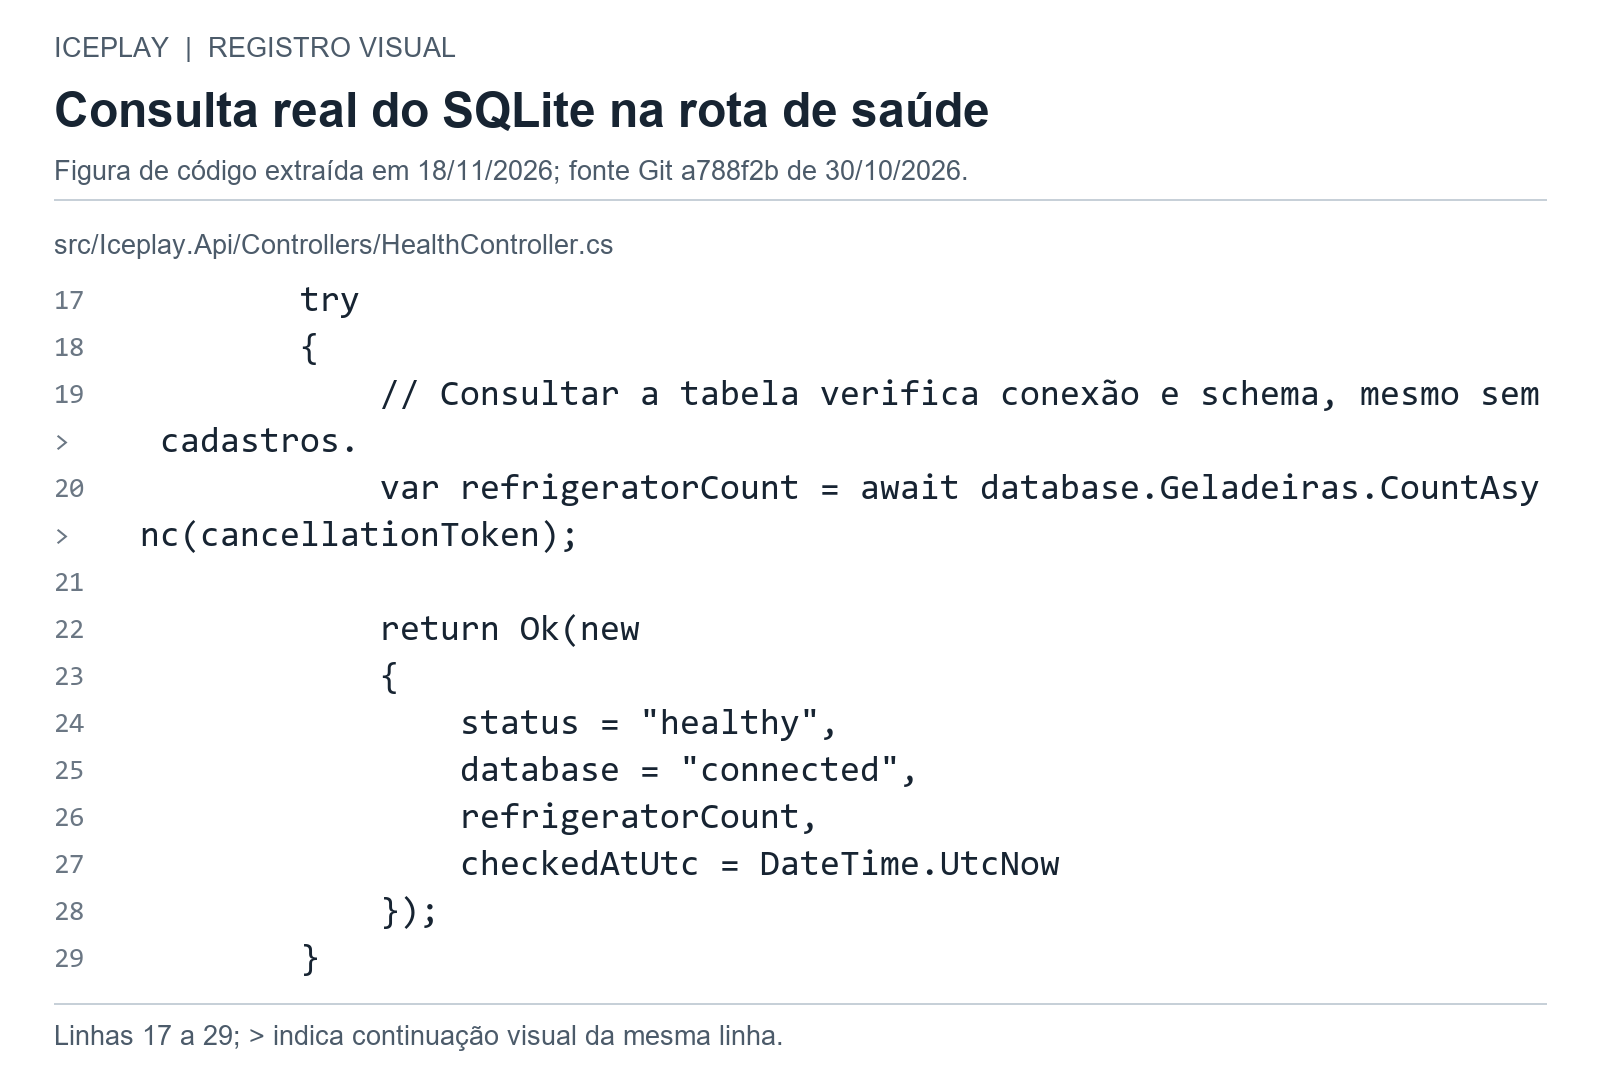 ICEPLAY | REGISTRO VISUAL
Consulta real do SQLite na rota de saúde
Figura de código extraída em 18/11/2026; fonte Git a788f2b de 30/10/2026.
src/Iceplay.Api/Controllers/HealthController.cs
17 try
18 {
19 // Consultar a tabela verifica conexão e schema, mesmo sem
> cadastros.
20 var refrigeratorCount = await database.Geladeiras.CountAsy
> nc(cancellationToken);
21
22 return Ok(new
23 {
24 status = "healthy",
25 database = "connected",
26 refrigeratorCount,
27 checkedAtUtc = DateTime.UtcNow
28 });
29 }
Linhas 17 a 29; > indica continuação visual da mesma linha.